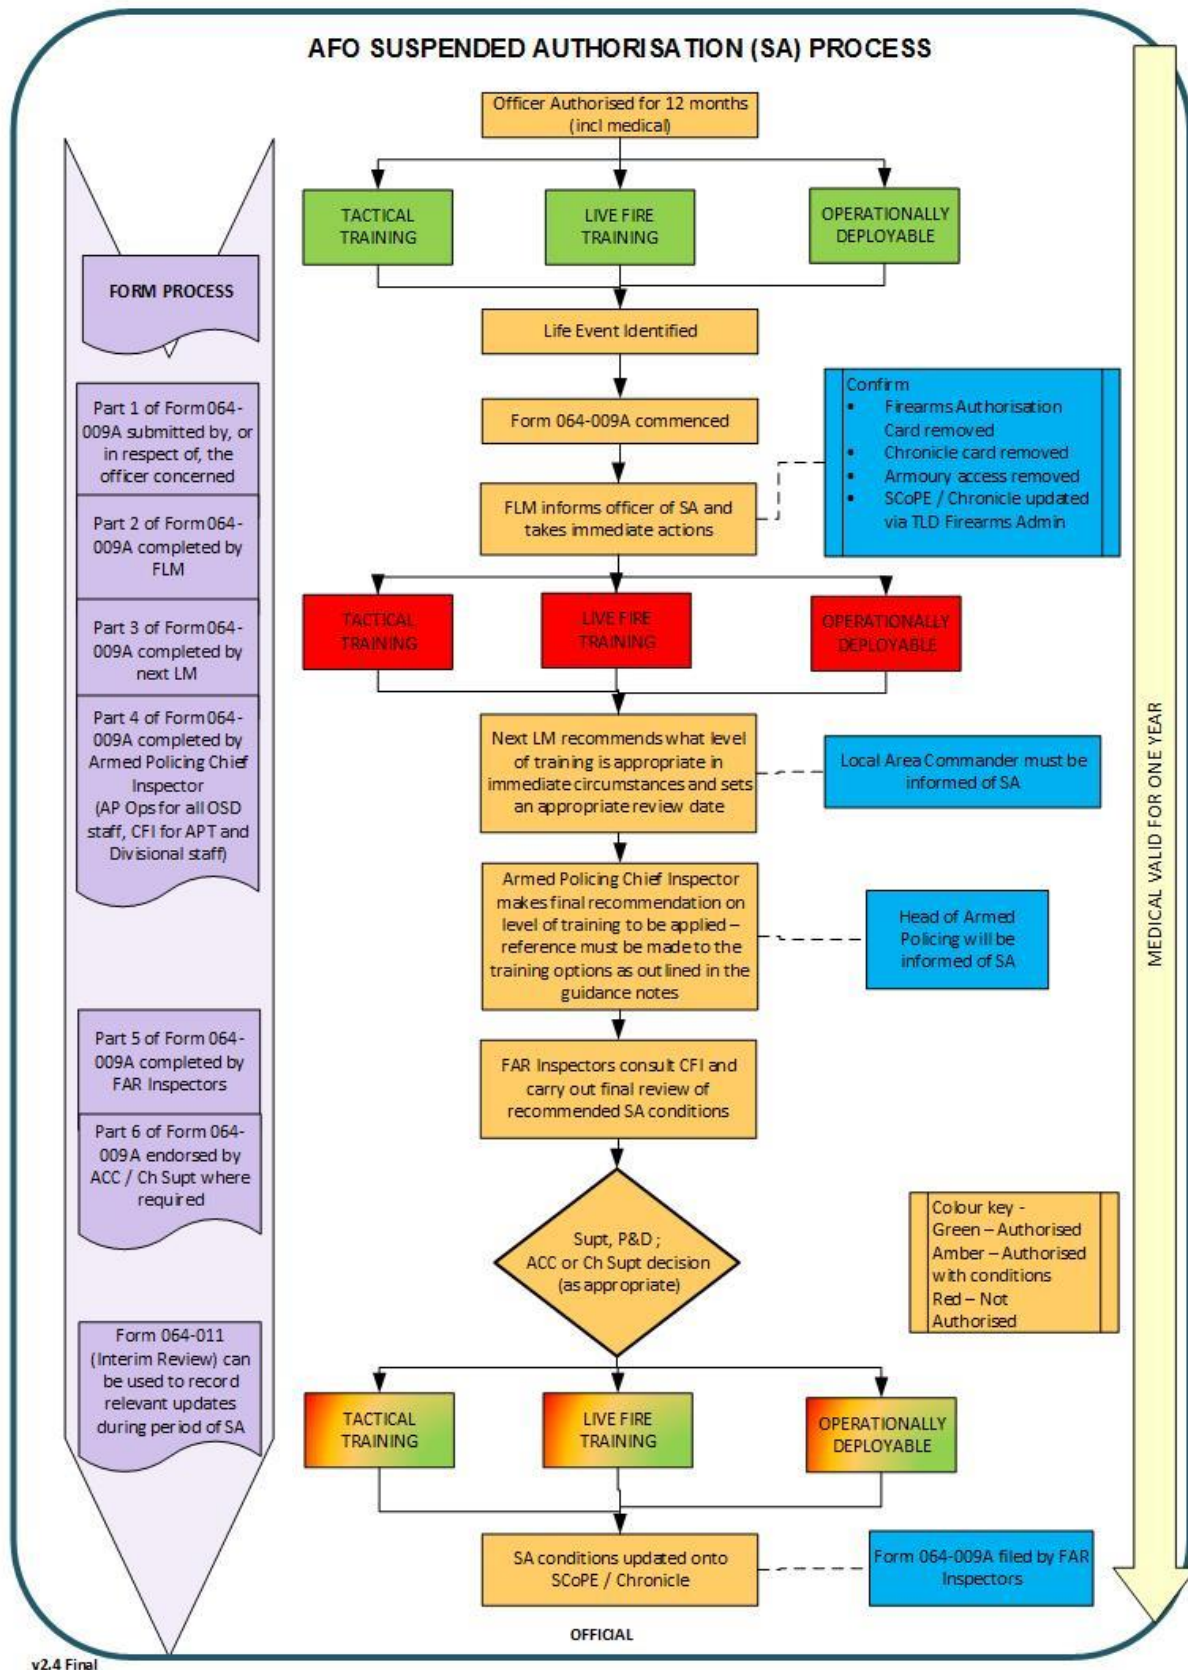 AFO SUSPENDED AUTHORISATION (SA) PROCESS
Officer Authorised for 12 months
(incl medical)
TACTICAL
TRAINING
LIVE FIRE
TRAINING
OPERATIONALLY
DEPLOYABLE
FORM PROCESS
Life Event Identified
Part 1 of Form 064-
009A submitted by, or
in respect of, the
officer concerned
Form 064-009A commenced
Confirm
• Firearms Authorisation
Card removed
• Chronicle card removed
• Armoury access removed
• SCoPE / Chronicle updated
via TLD Firearms Admin
FLM informs officer of SA and
takes immediate actions
Part 2 of Form 064-
009A completed by
FLM
TACTICAL
TRAINING
LIVE FIRE
TRAINING
OPERATIONALLY
DEPLOYABLE
Part 3 of Form 064-
009A completed by
next LM
Part 4 of Form 064-
009A completed by
Armed Policing Chief
Inspector
(AP Ops for all OSD
staff, CFI for APT and
Divisional staff)
Next LM recommends what level
of training is appropriate in
immediate circumstances and sets
an appropriate review date
Local Area Commander must be
informed of SA
MEDICAL VALID FOR ONE YEAR
Armed Policing Chief Inspector
makes final recommendation on
level of training to be applied –
reference must be made to the
training options as outlined in the
guidance notes
Head of Armed
Policing will be
informed of SA
Part 5 of Form 064-
009A completed by
FAR Inspectors
FAR Inspectors consult CFI and
carry out final review of
recommended SA conditions
Part 6 of Form 064-
009A endorsed by
ACC / Ch Supt where
required
Supt, P&D ;
ACC or Ch Supt decision
(as appropriate)
Colour key -
Green – Authorised
Amber – Authorised
with conditions
Red – Not
Authorised
Form 064-011
(Interim Review) can
be used to record
relevant updates
during period of SA
TACTICAL
TRAINING
LIVE FIRE
TRAINING
OPERATIONALLY
DEPLOYABLE
SA conditions updated onto
SCoPE / Chronicle
Form 064-009A filed by FAR
Inspectors
OFFICIAL
v2.4 Final